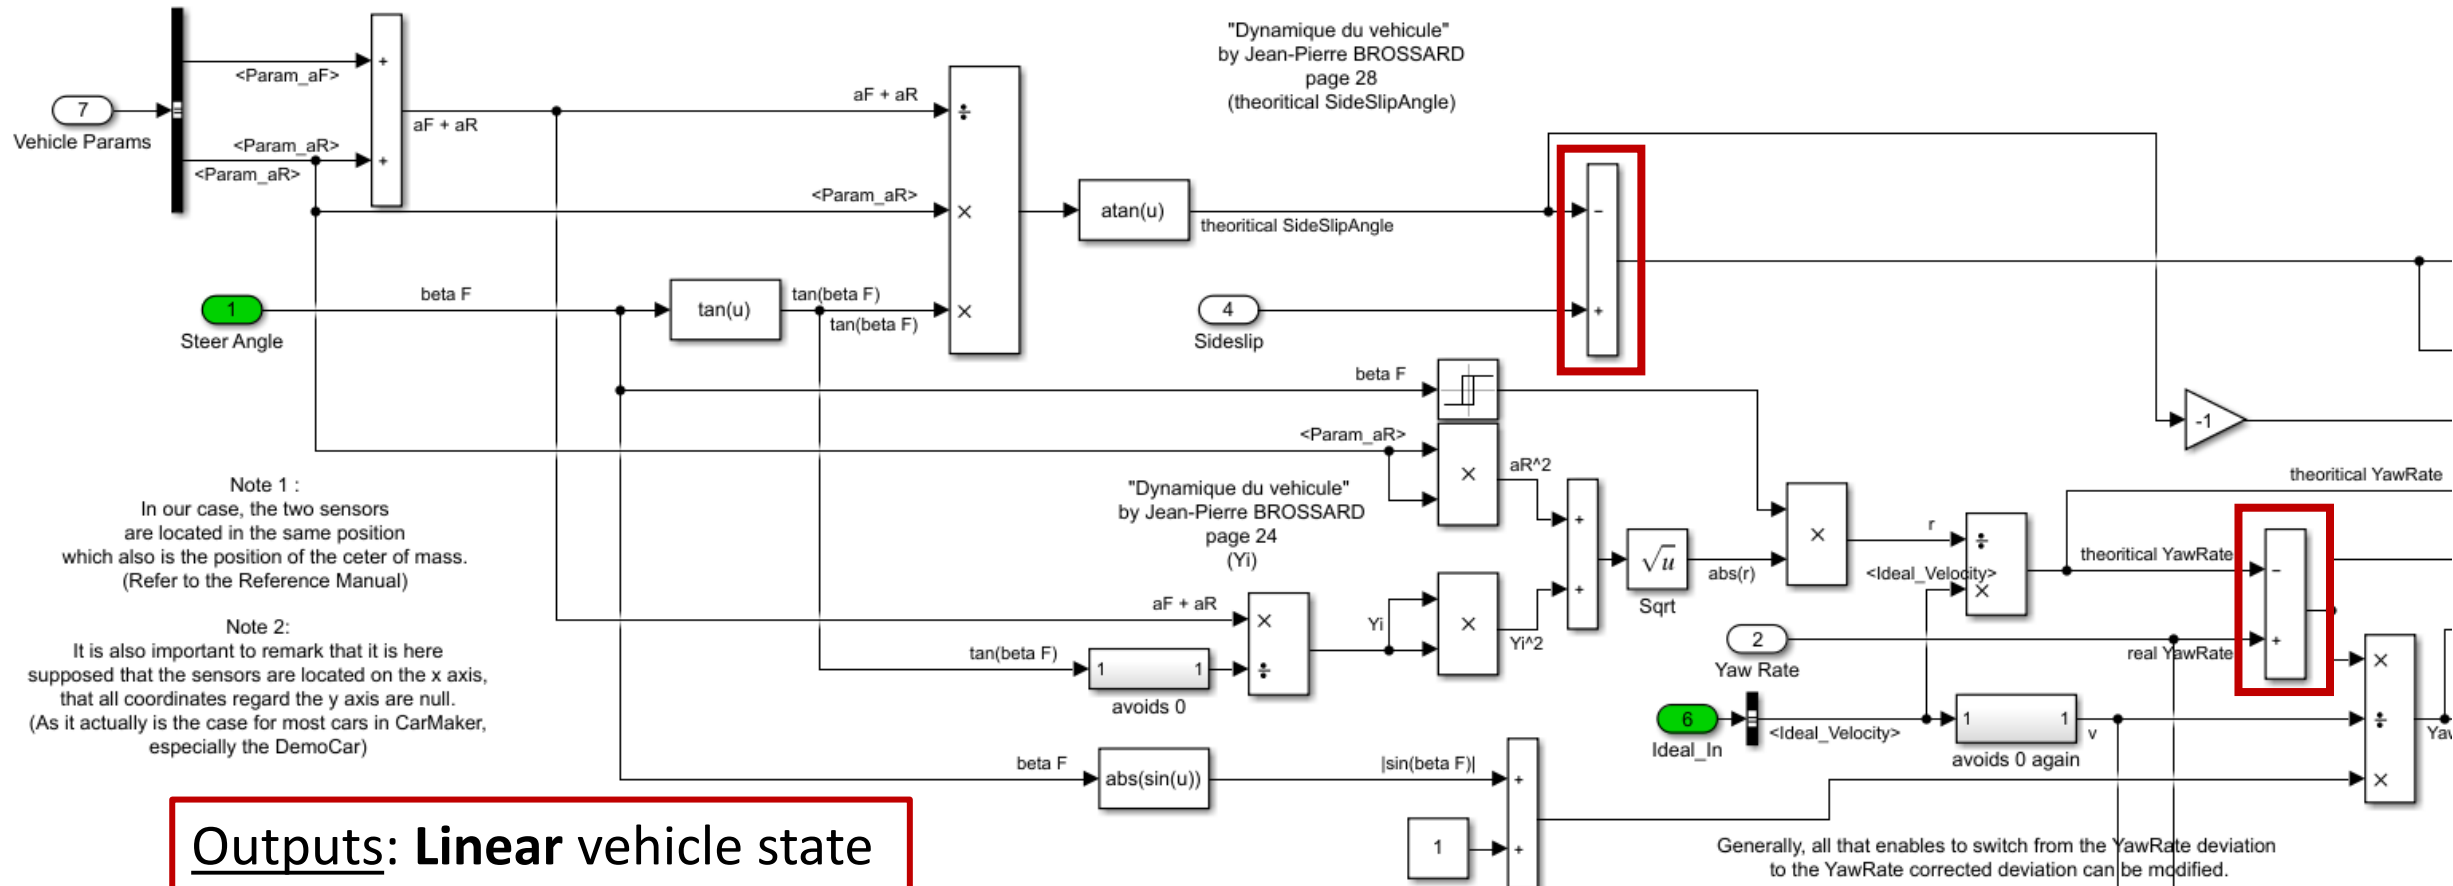 "Dynamique du vehicule"
by Jean-Pierre BROSSARD
page 28
(theoritical SideSlipAngle)
7
Vehicle Params
<Param_aF>
<Param_aR>
<Param_aR>
+
+
aF + aR
aF + aR
÷
<Param_aR>
×
×
atan(u)
theoritical SideSlipAngle
−
+
1
Steer Angle
beta F
tan(u)
tan(beta F)
tan(beta F)
4
Sideslip
beta F
-1
<Param_aR>
×
aR^2
"Dynamique du vehicule"
by Jean-Pierre BROSSARD
page 24
(Yi)
Note 1 :
In our case, the two sensors
are located in the same position
which also is the position of the ceter of mass.
(Refer to the Reference Manual)
Note 2:
It is also important to remark that it is here
supposed that the sensors are located on the x axis,
that all coordinates regard the y axis are null.
(As it actually is the case for most cars in CarMaker,
especially the DemoCar)
aF + aR
×
÷
tan(beta F)
1 1
avoids 0
Yi
×
Yi^2
+
+
√u
Sqrt
abs(r)
×
r
÷
×
<Ideal_Velocity>
theoritical YawRate
theoritical YawRate
−
+
2
Yaw Rate
real YawRate
6
Ideal_In
<Ideal_Velocity>
1 1
avoids 0 again
v
×
÷
×
Yav
beta F
abs(sin(u))
|sin(beta F)|
+
+
1
Generally, all that enables to switch from the YawRate deviation
to the YawRate corrected deviation can be modified.
Outputs: Linear vehicle state